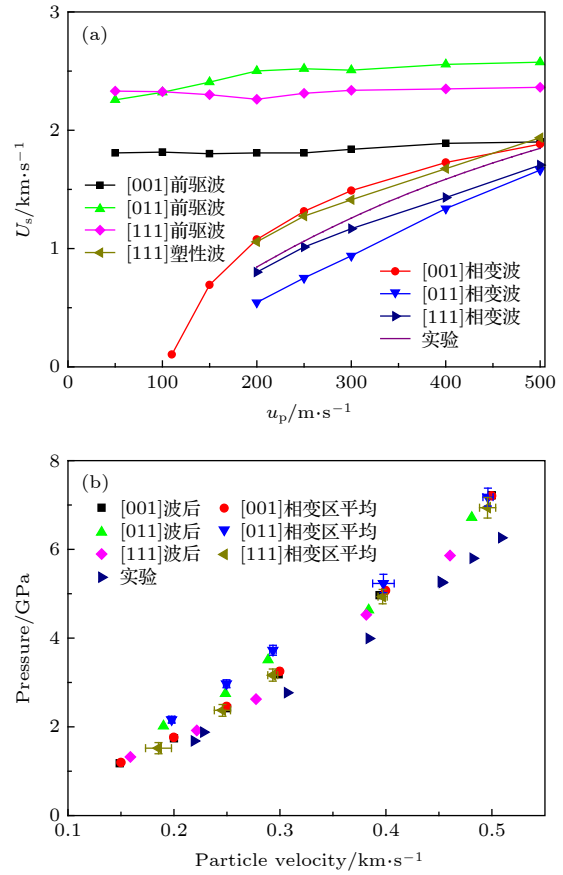 (a)
3
2
1
0
U_s/km·s⁻¹
[001]前驱波
[011]前驱波
[111]前驱波
[111]塑性波
[001]相变波
[011]相变波
[111]相变波
实验
0 100 200 300 400 500
u_p/m·s⁻¹
(b)
8
6
4
2
0
Pressure/GPa
[001]波后 [001]相变区平均
[011]波后 [011]相变区平均
[111]波后 [111]相变区平均
实验
0.1 0.2 0.3 0.4 0.5
Particle velocity/km·s⁻¹